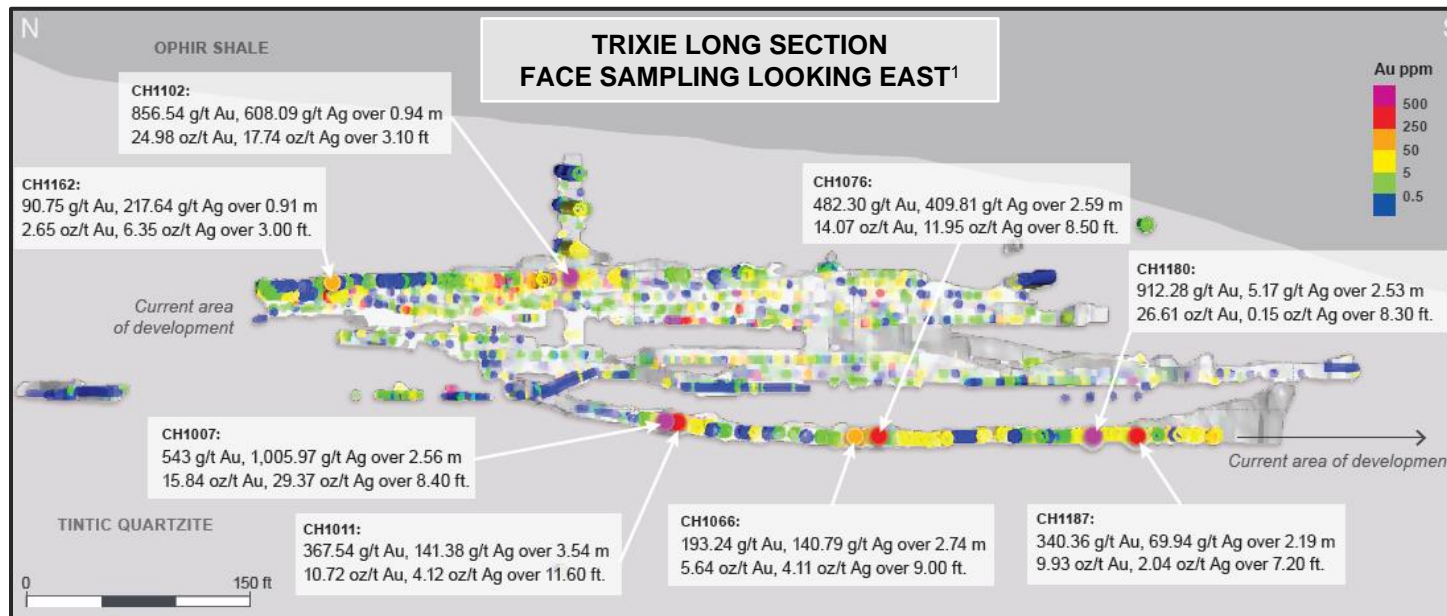 N
S
OPHIR SHALE
TRIXIE LONG SECTION
FACE SAMPLING LOOKING EAST¹
Au ppm
500
250
50
5
0.5
CH1102:
856.54 g/t Au, 608.09 g/t Ag over 0.94 m
24.98 oz/t Au, 17.74 oz/t Ag over 3.10 ft
CH1162:
90.75 g/t Au, 217.64 g/t Ag over 0.91 m
2.65 oz/t Au, 6.35 oz/t Ag over 3.00 ft.
CH1076:
482.30 g/t Au, 409.81 g/t Ag over 2.59 m
14.07 oz/t Au, 11.95 oz/t Ag over 8.50 ft.
CH1180:
912.28 g/t Au, 5.17 g/t Ag over 2.53 m
26.61 oz/t Au, 0.15 oz/t Ag over 8.30 ft.
Current area
of development
CH1007:
543 g/t Au, 1,005.97 g/t Ag over 2.56 m
15.84 oz/t Au, 29.37 oz/t Ag over 8.40 ft.
Current area of developmen
TINTIC QUARTZITE
CH1011:
367.54 g/t Au, 141.38 g/t Ag over 3.54 m
10.72 oz/t Au, 4.12 oz/t Ag over 11.60 ft.
CH1066:
193.24 g/t Au, 140.79 g/t Ag over 2.74 m
5.64 oz/t Au, 4.11 oz/t Ag over 9.00 ft.
CH1187:
340.36 g/t Au, 69.94 g/t Ag over 2.19 m
9.93 oz/t Au, 2.04 oz/t Ag over 7.20 ft.
0 150 ft